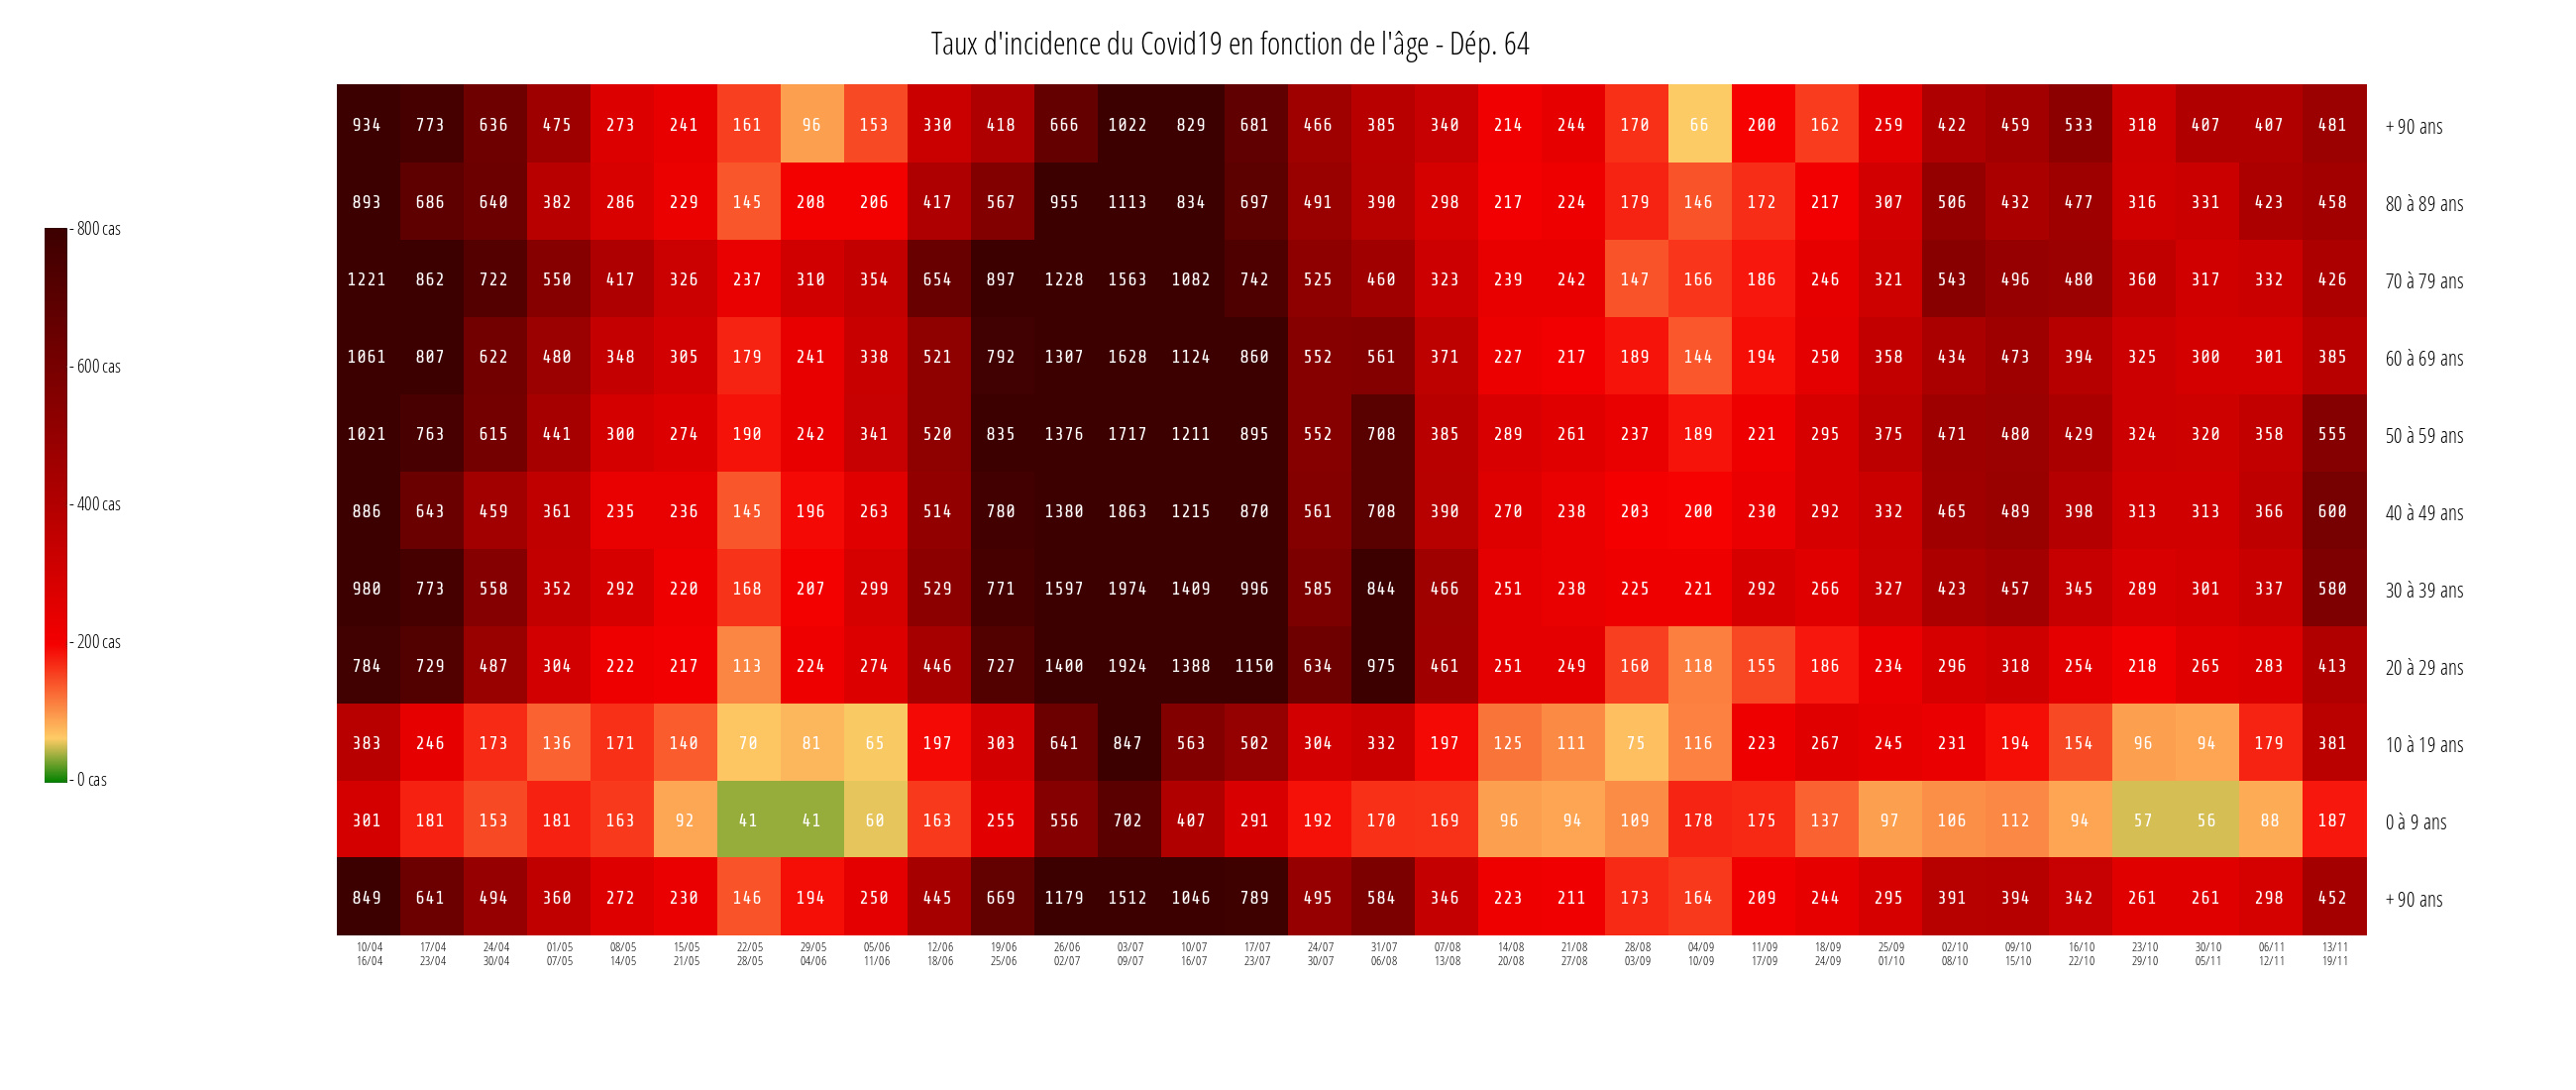 Taux d'incidence du Covid19 en fonction de l'âge - Dép. 64
- 800 cas
- 600 cas
- 400 cas
- 200 cas
- 0 cas
934 773 636 475 273 241 161 96 153 330 418 666 1022 829 681 466 385 340 214 244 170 66 200 162 259 422 459 533 318 407 407 481 + 90 ans
893 686 640 382 286 229 145 208 206 417 567 955 1113 834 697 491 390 298 217 224 179 146 172 217 307 506 432 477 316 331 423 458 80 à 89 ans
1221 862 722 550 417 326 237 310 354 654 897 1228 1563 1082 742 525 460 323 239 242 147 166 186 246 321 543 496 480 360 317 332 426 70 à 79 ans
1061 807 622 480 348 305 179 241 338 521 792 1307 1628 1124 860 552 561 371 227 217 189 144 194 250 358 434 473 394 325 300 301 385 60 à 69 ans
1021 763 615 441 300 274 190 242 341 520 835 1376 1717 1211 895 552 708 385 289 261 237 189 221 295 375 471 480 429 324 320 358 555 50 à 59 ans
886 643 459 361 235 236 145 196 263 514 780 1380 1863 1215 870 561 708 390 270 238 203 200 230 292 332 465 489 398 313 313 366 600 40 à 49 ans
980 773 558 352 292 220 168 207 299 529 771 1597 1974 1409 996 585 844 466 251 238 225 221 292 266 327 423 457 345 289 301 337 580 30 à 39 ans
784 729 487 304 222 217 113 224 274 446 727 1400 1924 1388 1150 634 975 461 251 249 160 118 155 186 234 296 318 254 218 265 283 413 20 à 29 ans
383 246 173 136 171 140 70 81 65 197 303 641 847 563 502 304 332 197 125 111 75 116 223 267 245 231 194 154 96 94 179 381 10 à 19 ans
301 181 153 181 163 92 41 41 60 163 255 556 702 407 291 192 170 169 96 94 109 178 175 137 97 106 112 94 57 56 88 187 0 à 9 ans
849 641 494 360 272 230 146 194 250 445 669 1179 1512 1046 789 495 584 346 223 211 173 164 209 244 295 391 394 342 261 261 298 452 + 90 ans
10/04 17/04 24/04 01/05 08/05 15/05 22/05 29/05 05/06 12/06 19/06 26/06 03/07 10/07 17/07 24/07 31/07 07/08 14/08 21/08 28/08 04/09 11/09 18/09 25/09 02/10 09/10 16/10 23/10 30/10 06/11 13/11
16/04 23/04 30/04 07/05 14/05 21/05 28/05 04/06 11/06 18/06 25/06 02/07 09/07 16/07 23/07 30/07 06/08 13/08 20/08 27/08 03/09 10/09 17/09 24/09 01/10 08/10 15/10 22/10 29/10 05/11 12/11 19/11